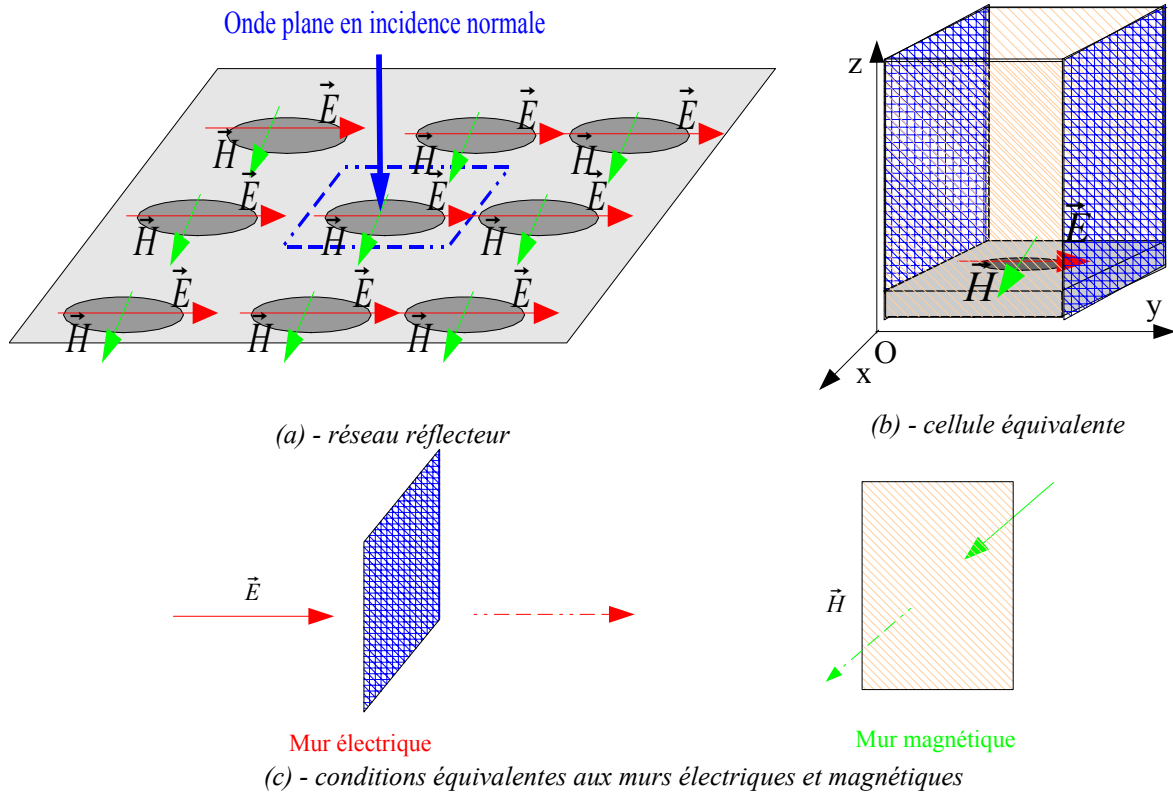 Onde plane en incidence normale
E
H
E
H
E
H
E
H
E
H
E
H
E
H
E
H
E
H
(a) - réseau réflecteur
z
E
H
O
y
x
(b) - cellule équivalente
E
Mur électrique
H
Mur magnétique
(c) - conditions équivalentes aux murs électriques et magnétiques